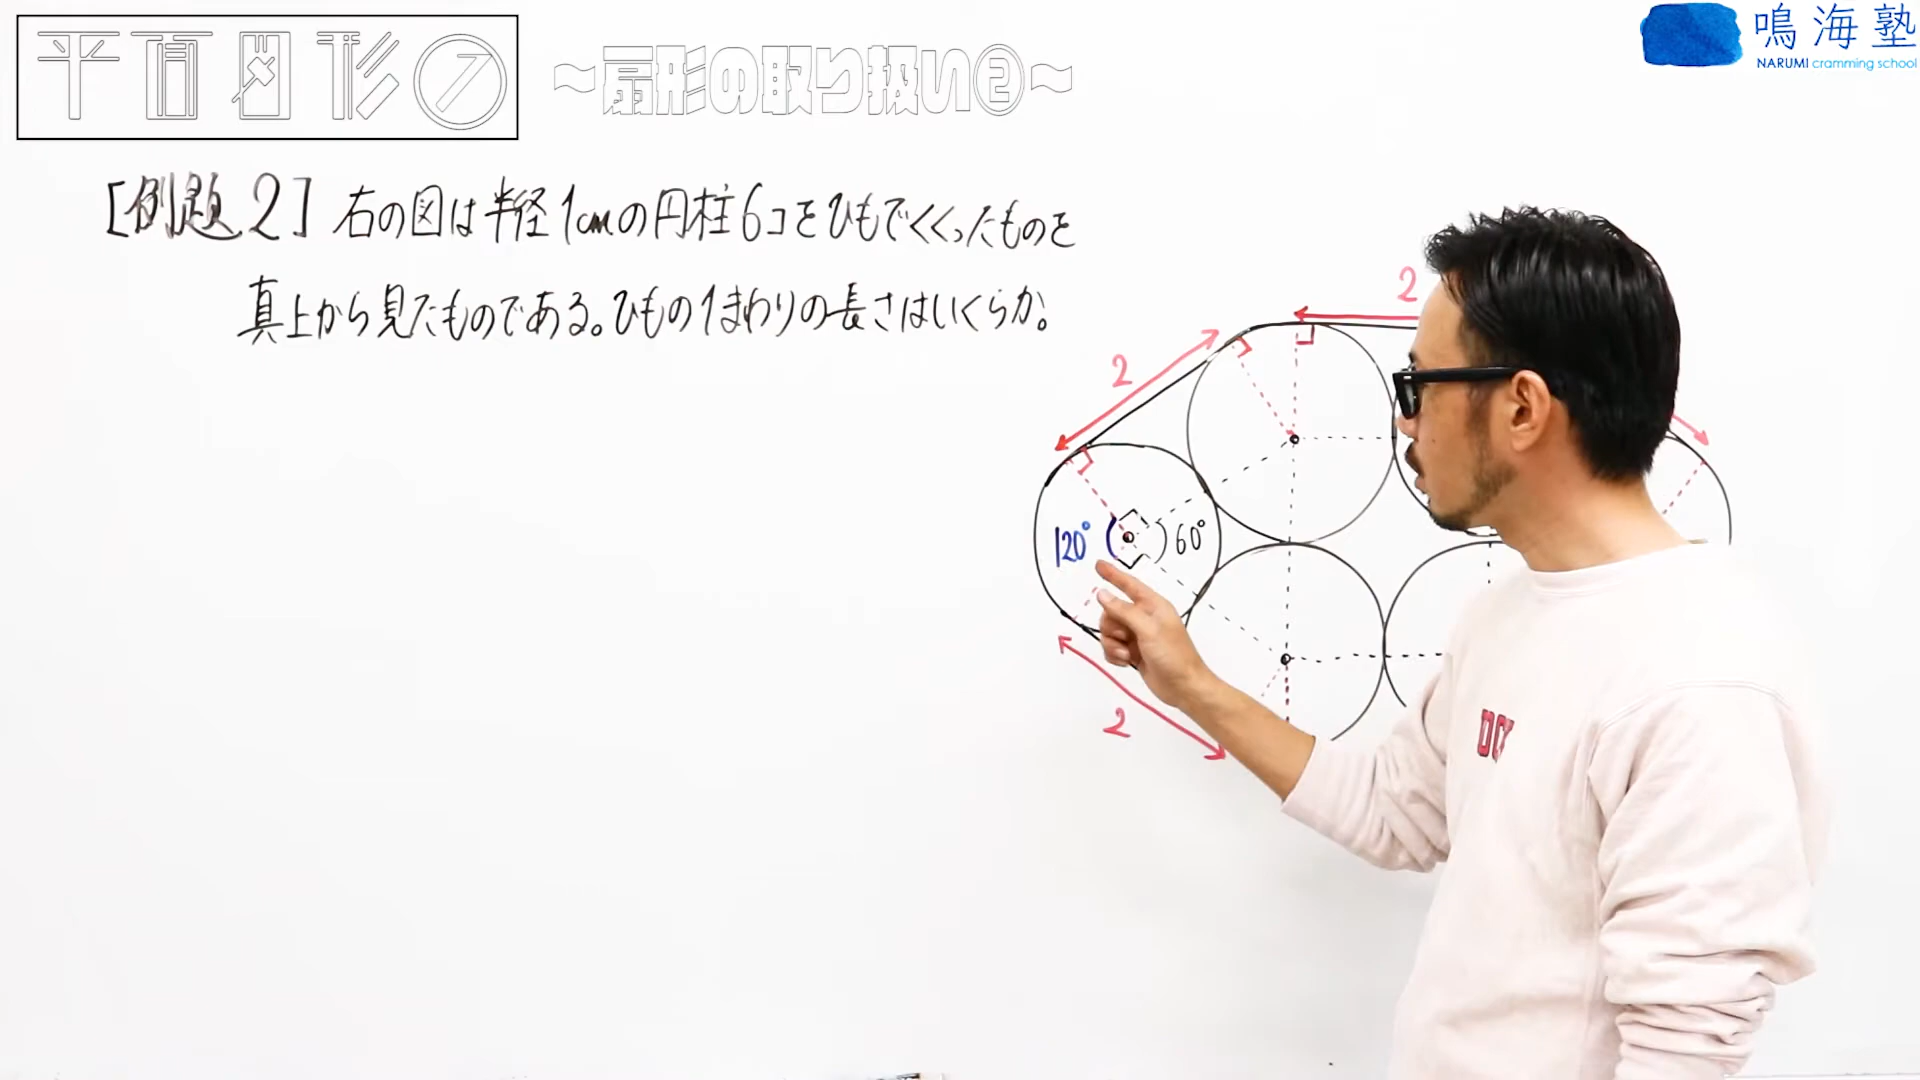 平面図形⑦ ~扇形の取り扱い②~
鳴海塾
NARUMI cramming school
[例題2] 右の図は半径1cmの円柱6コをひもでくくったものを
真上から見たものである。ひもの1まわりの長さはいくらか。
2
2
120°
60°
2